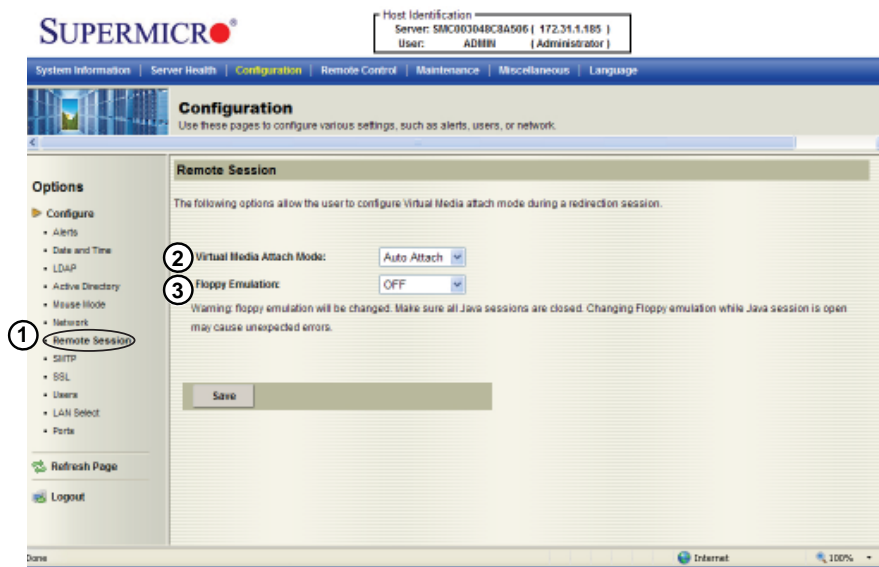 SUPERMICRO®
Host Identification
Server: SMC003048C8A506 ( 172.31.1.185 )
User: ADMIN ( Administrator )
System Information | Server Health | Configuration | Remote Control | Maintenance | Miscellaneous | Language
Configuration
Use these pages to configure various settings, such as alerts, users, or network.
Options
Configure
Alerts
Date and Time
LDAP
Active Directory
Mouse Mode
Network
1
Remote Session
SMTP
SSL
Users
LAN Select
Ports
Refresh Page
Logout
Remote Session
The following options allow the user to configure Virtual Media attach mode during a redirection session.
2 Virtual Media Attach Mode: Auto Attach
3 Floppy Emulation: OFF
Warning: floppy emulation will be changed. Make sure all Java sessions are closed. Changing Floppy emulation while Java session is open
may cause unexpected errors.
Save
Done
Internet
100%